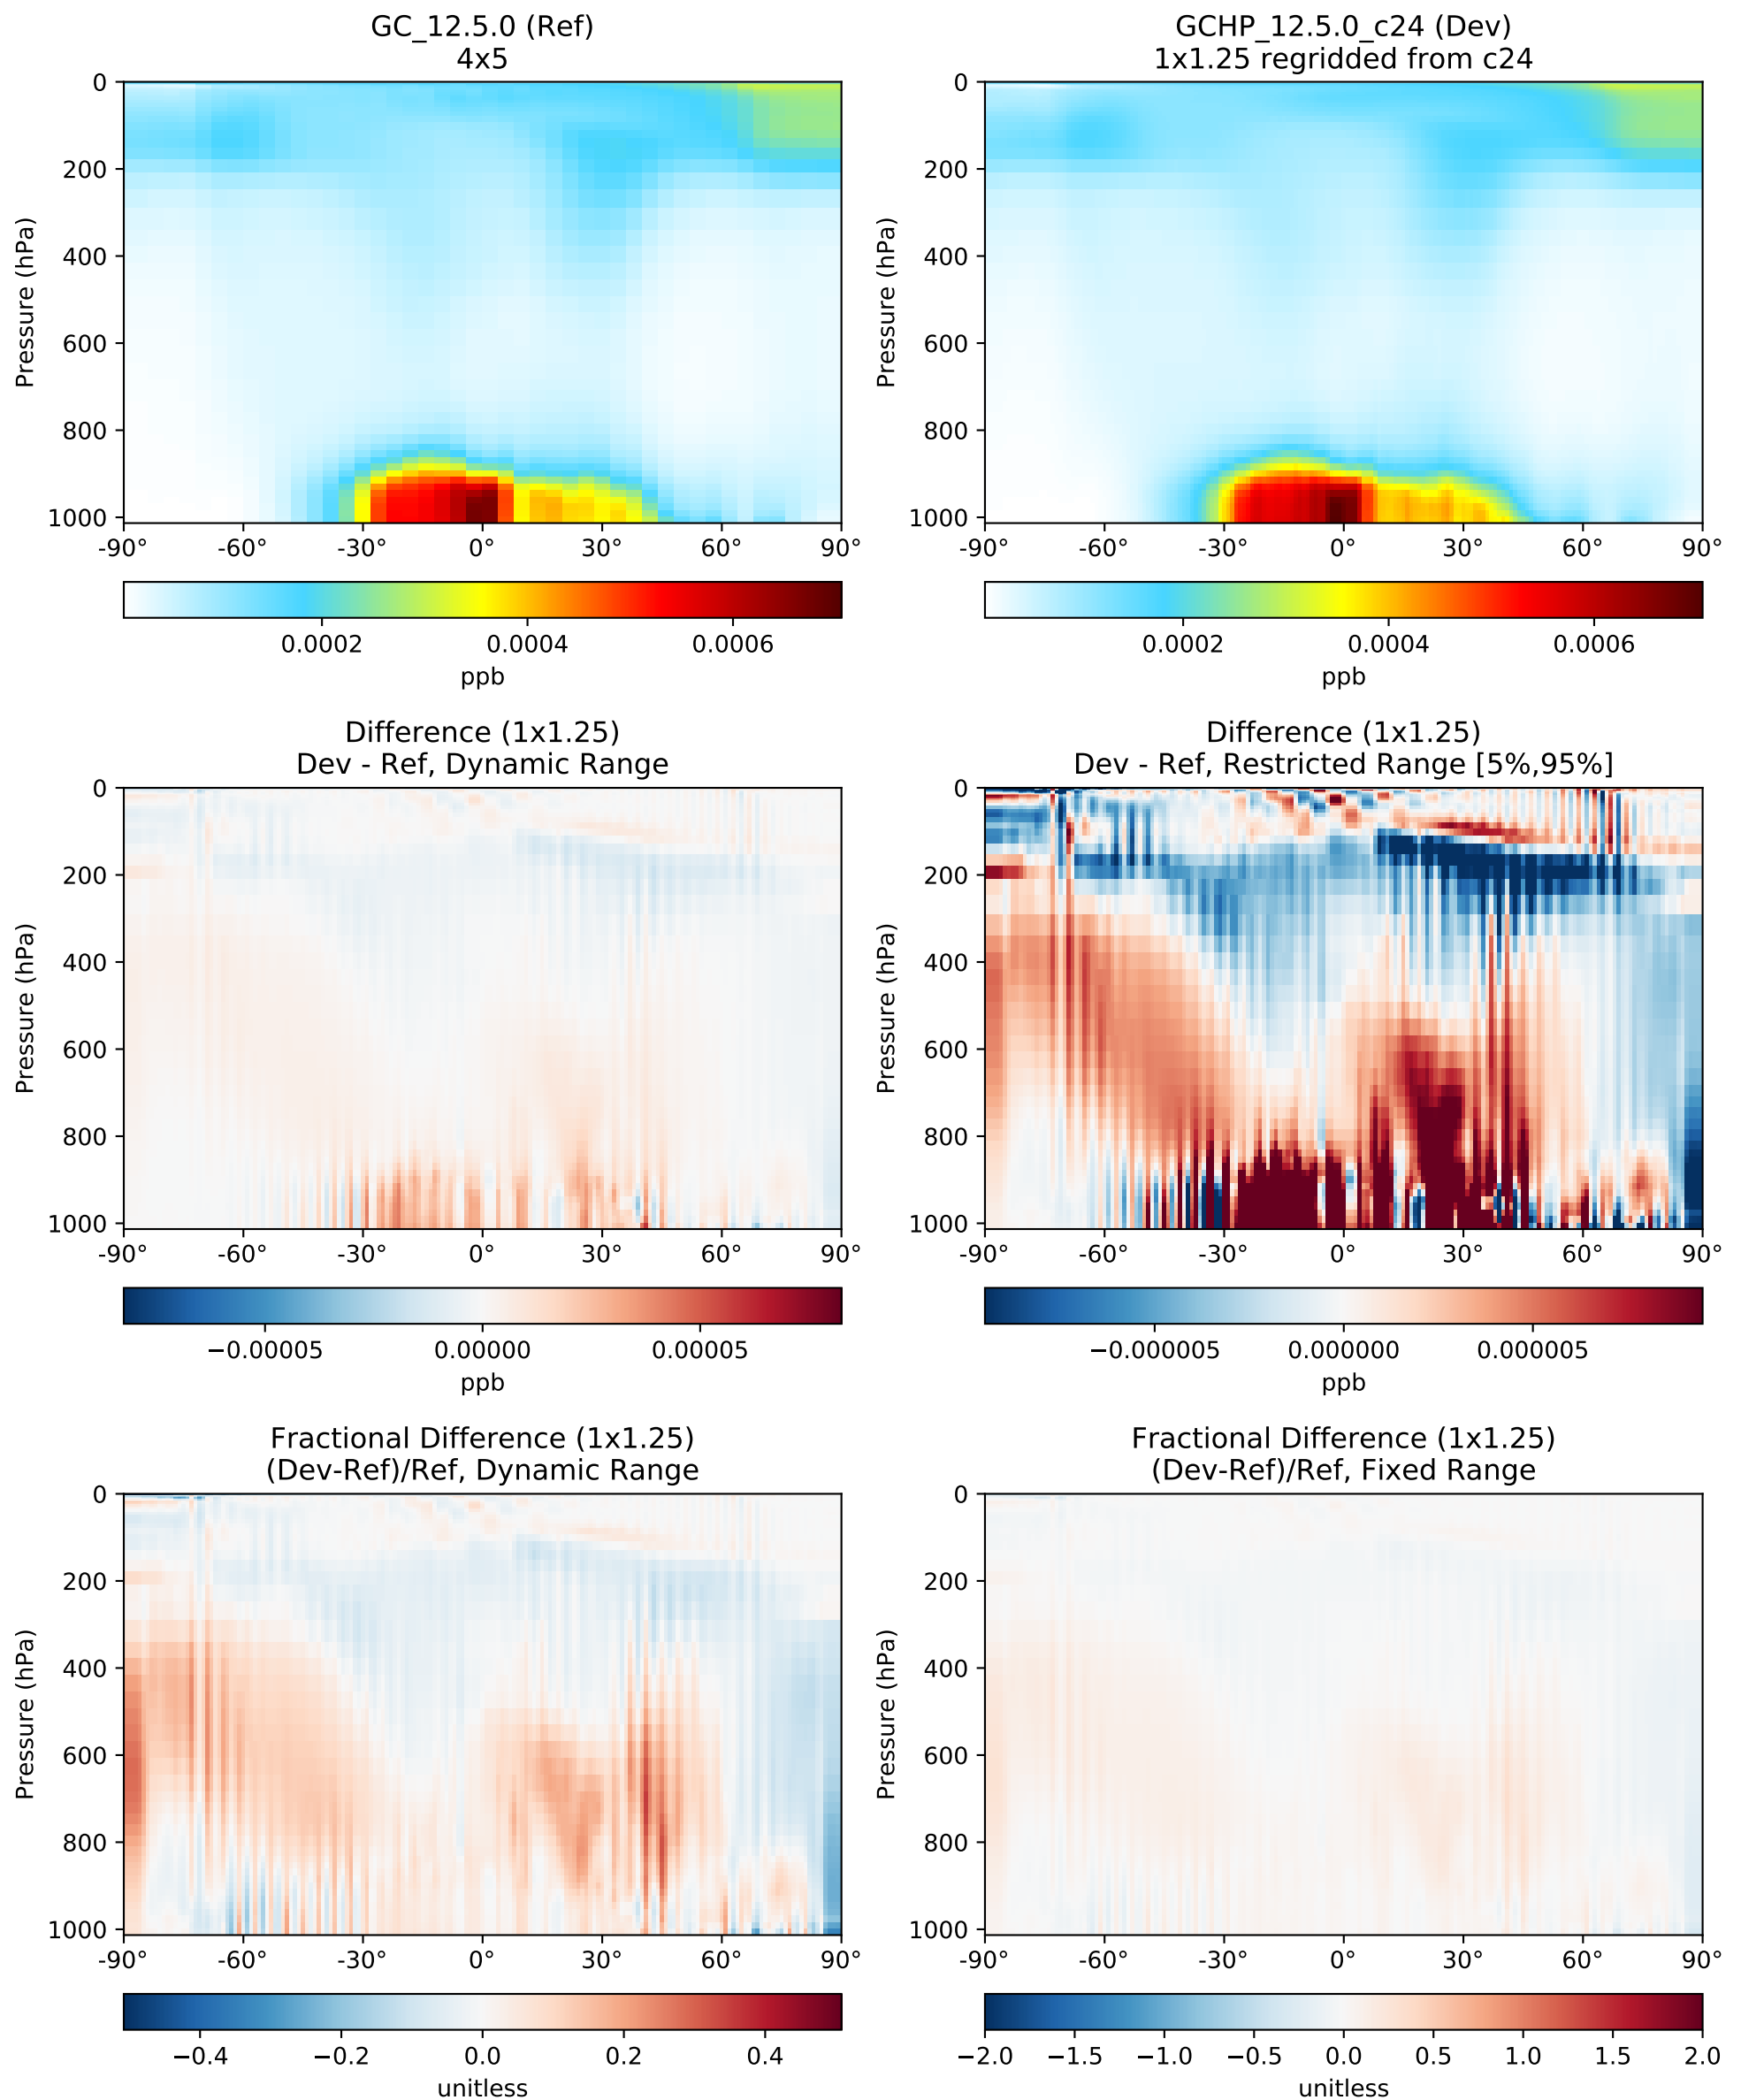 GC_12.5.0 (Ref)
4x5
0
200
400
600
800
1000
Pressure (hPa)
-90° -60° -30° 0° 30° 60° 90°
0.0002 0.0004 0.0006
ppb
GCHP_12.5.0_c24 (Dev)
1x1.25 regridded from c24
0
200
400
600
800
1000
Pressure (hPa)
-90° -60° -30° 0° 30° 60° 90°
0.0002 0.0004 0.0006
ppb
Difference (1x1.25)
Dev - Ref, Dynamic Range
0
200
400
600
800
1000
Pressure (hPa)
-90° -60° -30° 0° 30° 60° 90°
−0.00005 0.00000 0.00005
ppb
Difference (1x1.25)
Dev - Ref, Restricted Range [5%,95%]
0
200
400
600
800
1000
Pressure (hPa)
-90° -60° -30° 0° 30° 60° 90°
−0.000005 0.000000 0.000005
ppb
Fractional Difference (1x1.25)
(Dev-Ref)/Ref, Dynamic Range
0
200
400
600
800
1000
Pressure (hPa)
-90° -60° -30° 0° 30° 60° 90°
−0.4 −0.2 0.0 0.2 0.4
unitless
Fractional Difference (1x1.25)
(Dev-Ref)/Ref, Fixed Range
0
200
400
600
800
1000
Pressure (hPa)
-90° -60° -30° 0° 30° 60° 90°
−2.0 −1.5 −1.0 −0.5 0.0 0.5 1.0 1.5 2.0
unitless